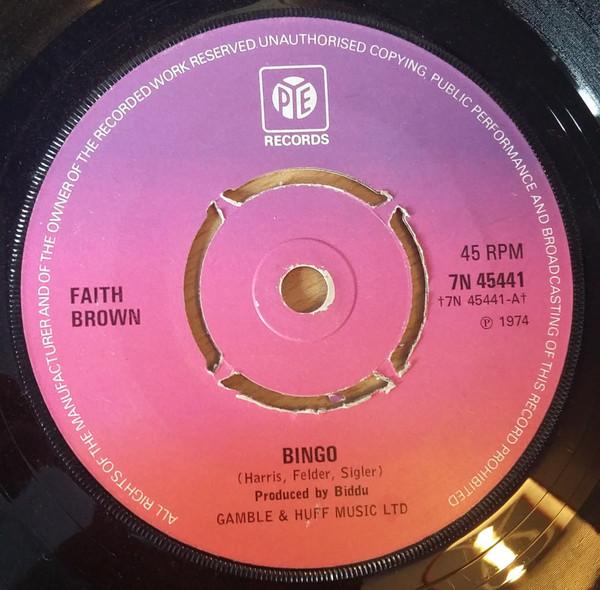 ALL RIGHTS OF THE MANUFACTURER AND OF THE OWNER OF THE RECORDED WORK RESERVED UNAUTHORISED COPYING, PUBLIC PERFORMANCE AND BROADCASTING OF THIS RECORD PROHIBITED
PYE
RECORDS
FAITH
BROWN
45 RPM
7N 45441
†7N 45441-A†
℗ 1974
BINGO
(Harris, Felder, Sigler)
Produced by Biddu
GAMBLE & HUFF MUSIC LTD